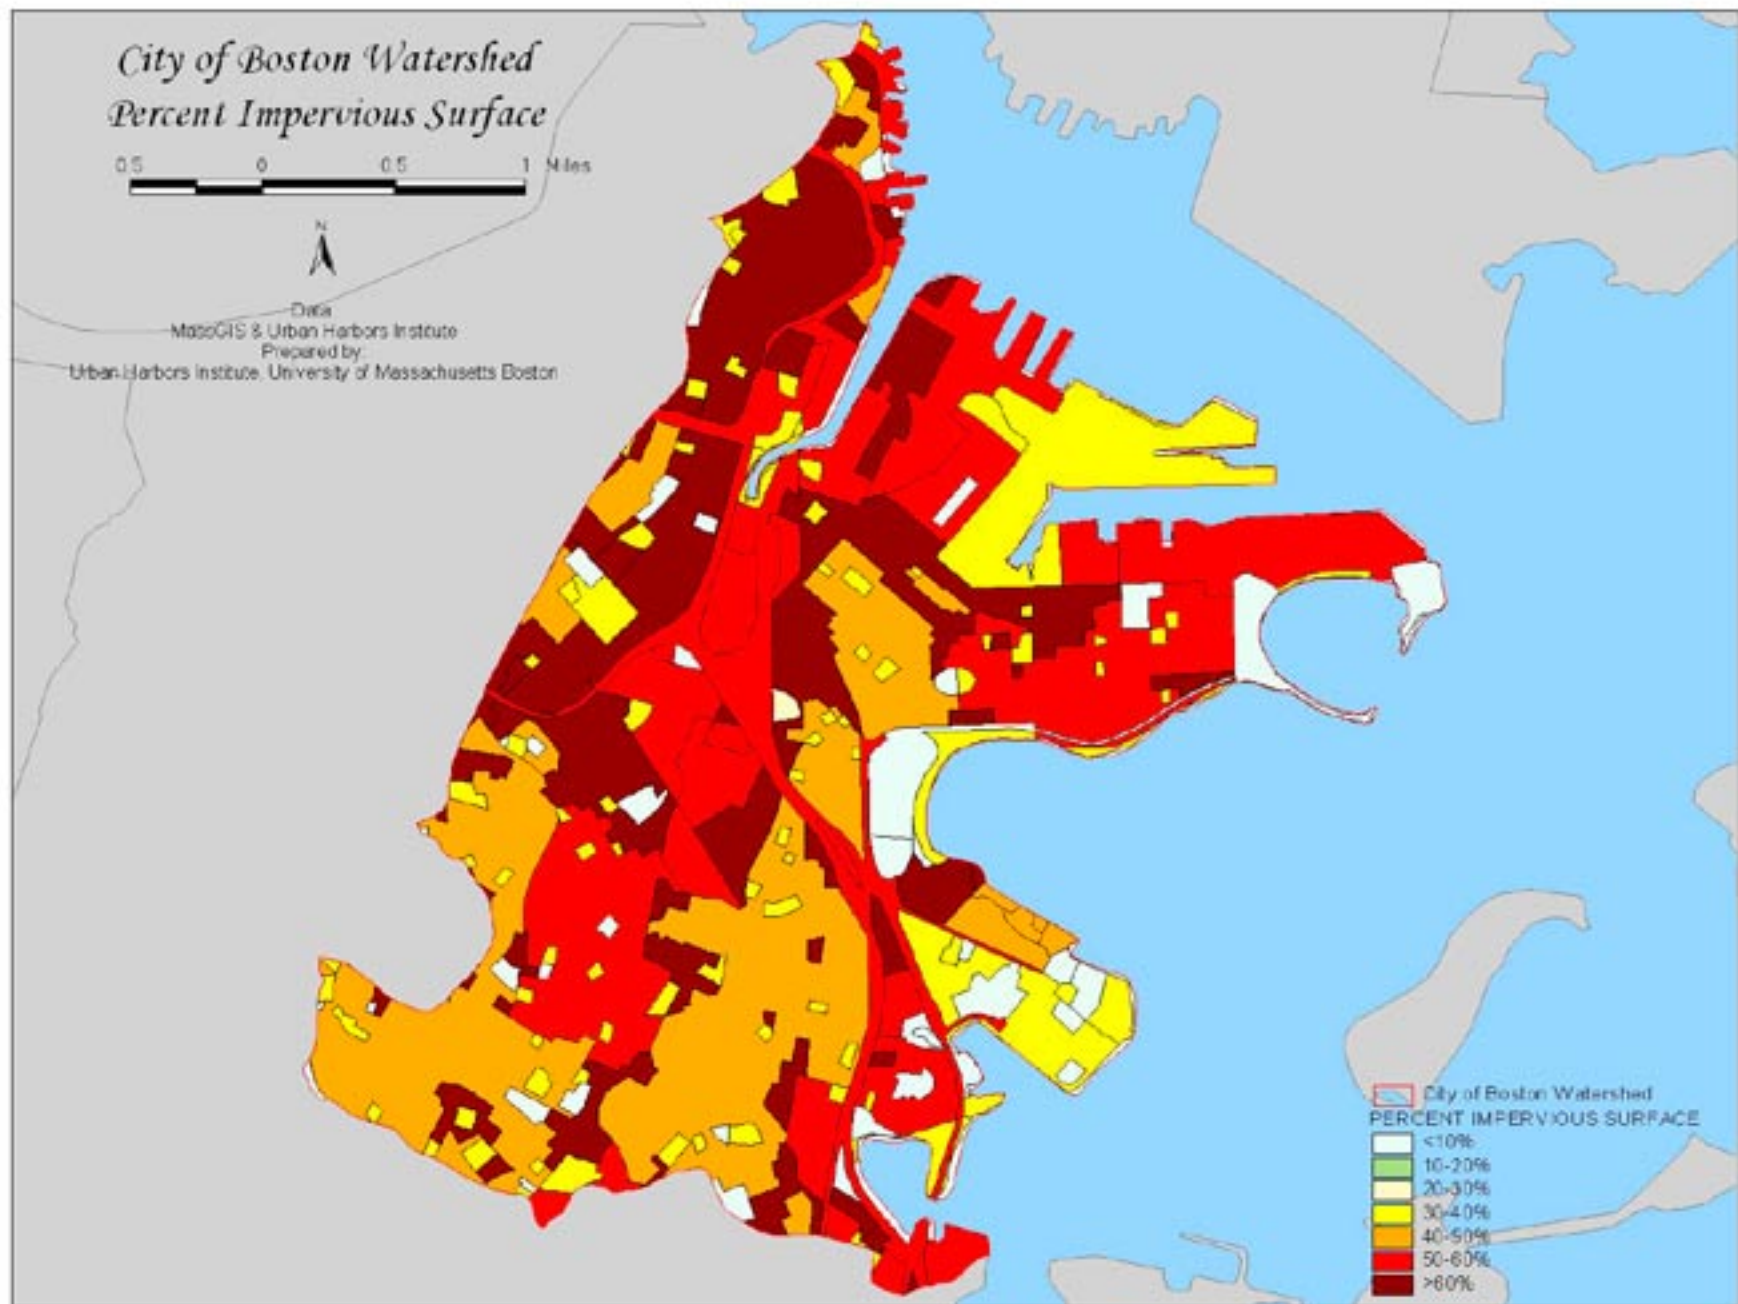 City of Boston Watershed
Percent Impervious Surface
0.5 0 0.5 1 Miles
N
Data
MassGIS & Urban Harbors Institute
Prepared by:
Urban Harbors Institute, University of Massachusetts Boston
City of Boston Watershed
PERCENT IMPERVIOUS SURFACE
<10%
10-20%
20-30%
30-40%
40-50%
50-60%
>60%